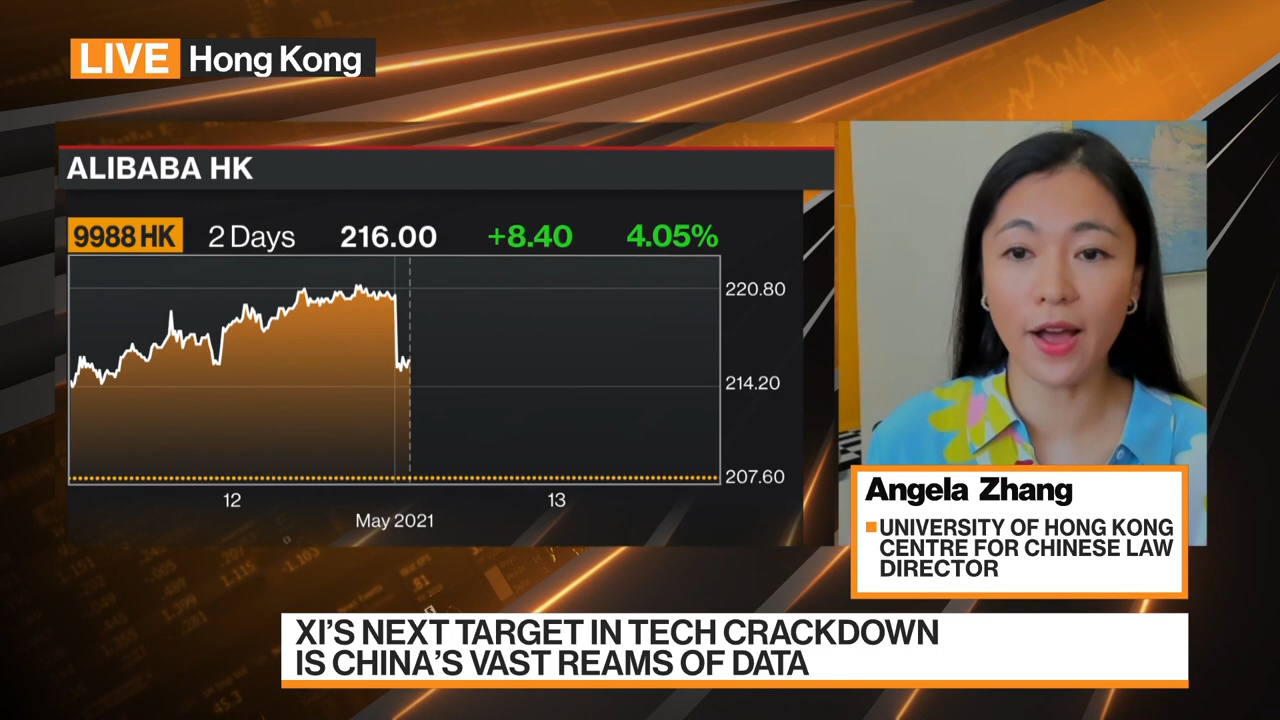 LIVE Hong Kong
ALIBABA HK
9988 HK 2 Days 216.00 +8.40 4.05%
220.80
214.20
207.60
12 13
May 2021
Angela Zhang
UNIVERSITY OF HONG KONG
CENTRE FOR CHINESE LAW
DIRECTOR
XI'S NEXT TARGET IN TECH CRACKDOWN
IS CHINA'S VAST REAMS OF DATA